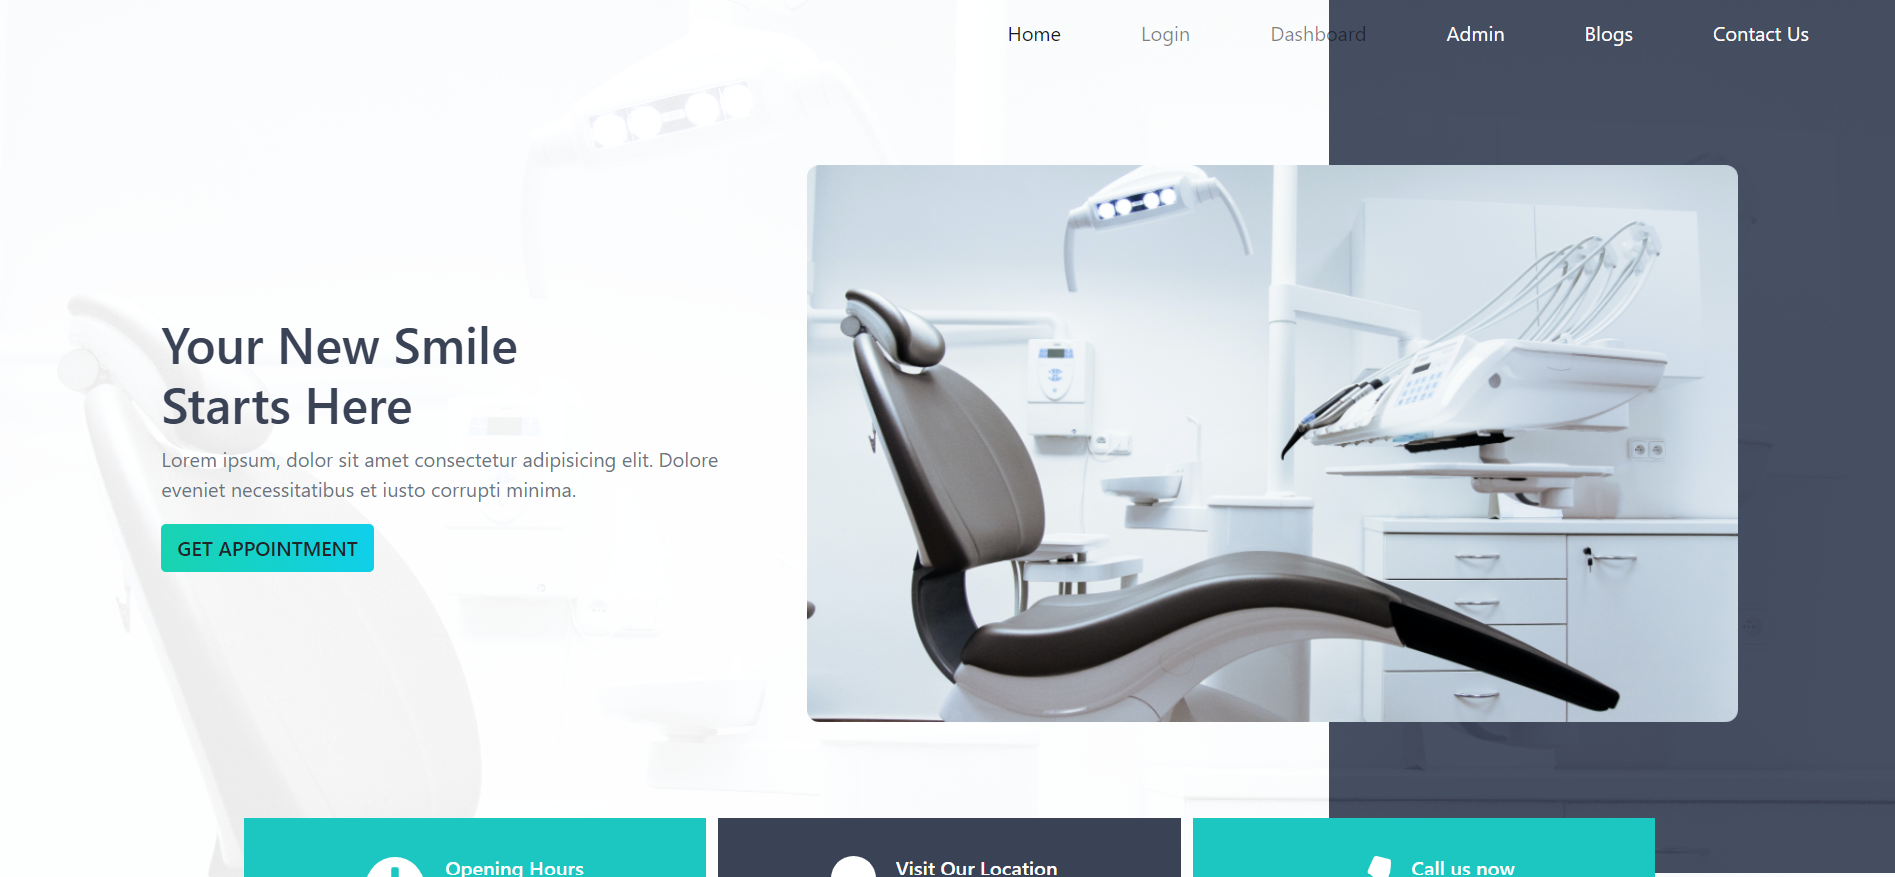 Home Login Dashboard Admin Blogs Contact Us
Your New Smile
Starts Here
Lorem ipsum, dolor sit amet consectetur adipisicing elit. Dolore
eveniet necessitatibus et iusto corrupti minima.
GET APPOINTMENT
Opening Hours
Visit Our Location
Call us now